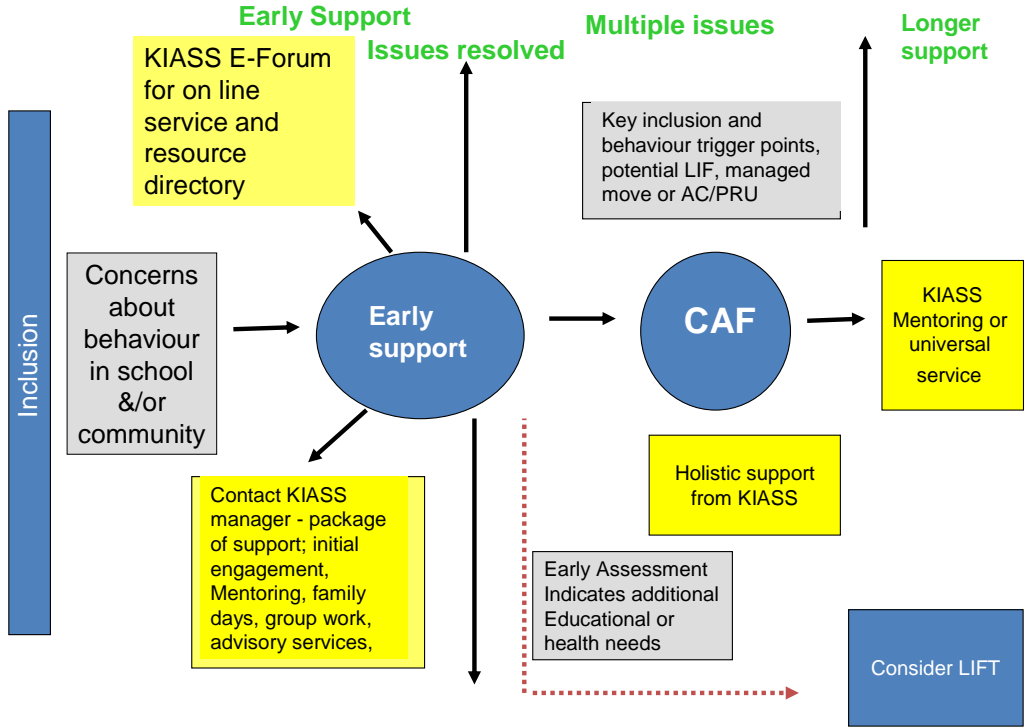 Early Support
Issues resolved
Multiple issues
Longer
support
KIASS E-Forum
for on line
service and
resource
directory
Key inclusion and
behaviour trigger points,
potential LIF, managed
move or AC/PRU
Inclusion
Concerns
about
behaviour
in school
&/or
community
Early
support
CAF
KIASS
Mentoring or
universal
service
Contact KIASS
manager - package
of support; initial
engagement,
Mentoring, family
days, group work,
advisory services,
Holistic support
from KIASS
Early Assessment
Indicates additional
Educational or
health needs
Consider LIFT